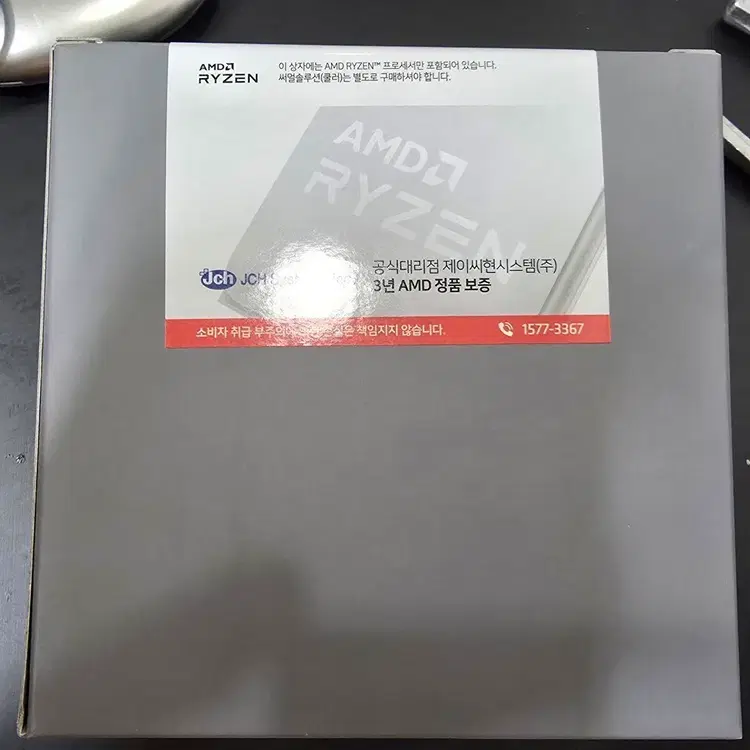 AMD
RYZEN
이 상자에는 AMD RYZEN™ 프로세서만 포함되어 있습니다.
써멀솔루션(쿨러)는 별도로 구매하셔야 합니다.
AMD
RYZEN
Jch JCH
공식대리점 제이씨현시스템(주)
3년 AMD 정품 보증
소비자 취급 부주의에 책임지지 않습니다.
1577-3367